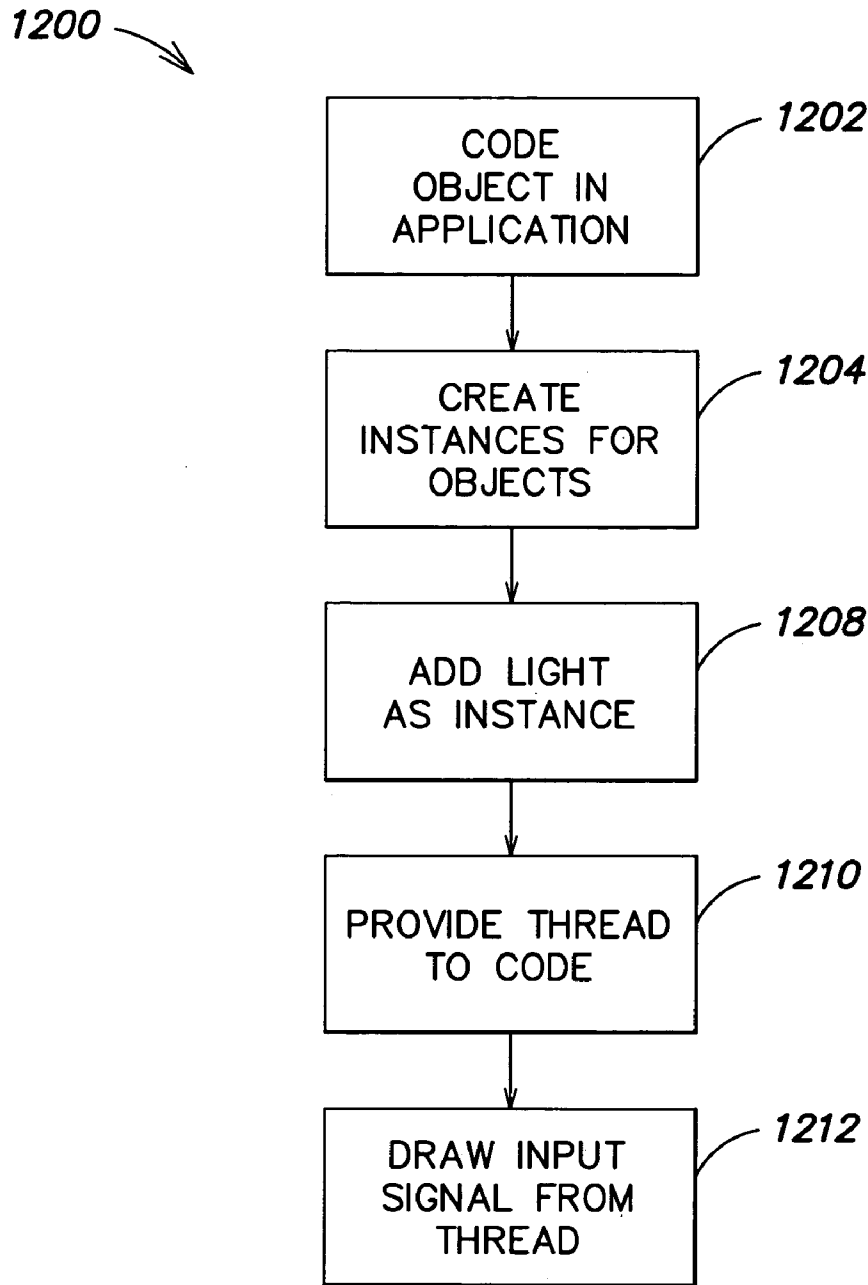 1200
CODE
OBJECT IN
APPLICATION
1202
CREATE
INSTANCES FOR
OBJECTS
1204
ADD LIGHT
AS INSTANCE
1208
PROVIDE THREAD
TO CODE
1210
DRAW INPUT
SIGNAL FROM
THREAD
1212